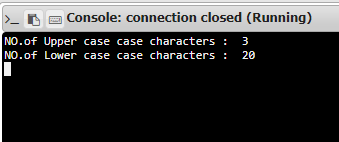 Console: connection closed (Running)
NO.of Upper case case characters :  3
NO.of Lower case case characters :  20